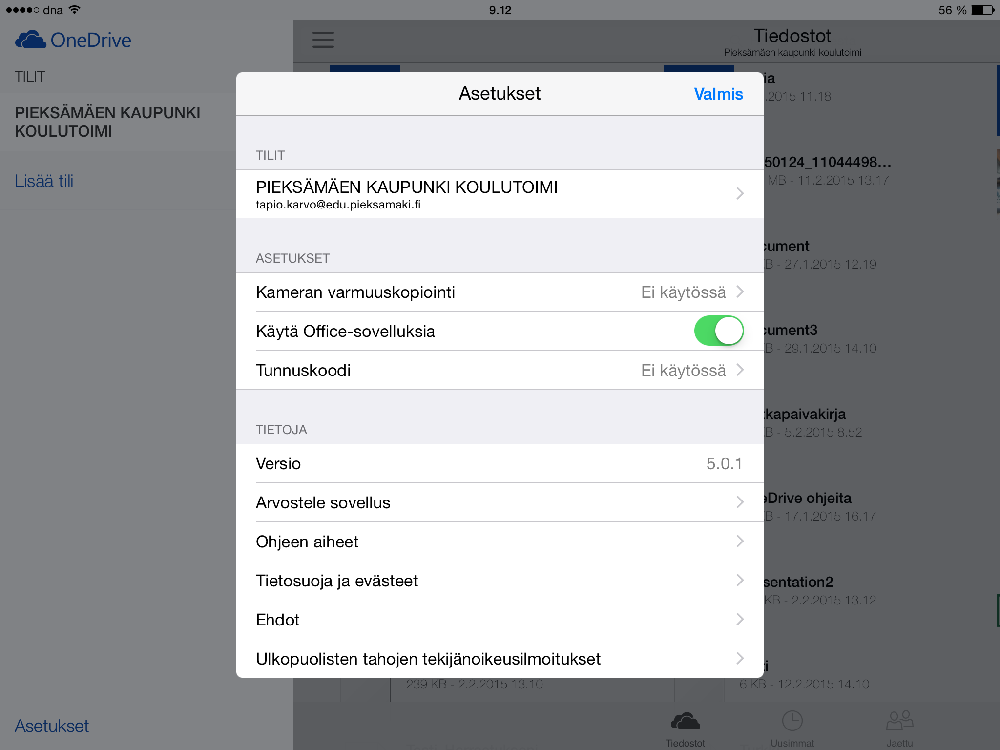 dna
9.12
56 %
OneDrive
TILIT
PIEKSÄMÄEN KAUPUNKI
KOULUTOIMI
Lisää tili
Asetukset
Tiedostot
Pieksämäen kaupunki koulutoimi
Asetukset
Valmis
TILIT
PIEKSÄMÄEN KAUPUNKI KOULUTOIMI
tapio.karvo@edu.pieksamaki.fi
ASETUKSET
Kameran varmuuskopiointi Ei käytössä
Käytä Office-sovelluksia
Tunnuskoodi Ei käytössä
TIETOJA
Versio 5.0.1
Arvostele sovellus
Ohjeen aiheet
Tietosuoja ja evästeet
Ehdot
Ulkopuolisten tahojen tekijänoikeusilmoitukset
.2015 11.18
50124_11044498...
MB - 11.2.2015 13.17
cument
KB - 27.1.2015 12.19
cument3
KB - 29.1.2015 14.10
tkapaivakirja
KB - 5.2.2015 8.52
eDrive ohjeita
KB - 17.1.2015 16.17
sentation2
KB - 2.2.2015 13.12
239 KB - 2.2.2015 13.10
6 KB - 12.2.2015 14.10
Tiedostot
Uusimmat
Jaettu